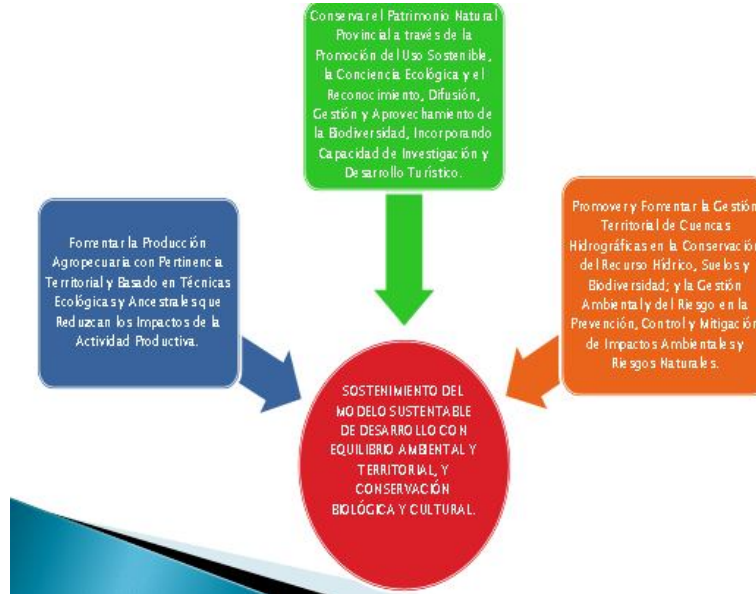 Conservar el Patrimonio Natural
Provincial a través de la
Promoción del Uso Sostenible,
la Conciencia Ecológica y el
Reconocimiento, Difusión,
Gestión y Aprovechamiento de
la Biodiversidad, Incorporando
Capacidad de Investigación y
Desarrollo Turístico.
Fomentar la Producción
Agropecuaria con Pertinencia
Territorial y Basado en Técnicas
Ecológicas y Ancestrales que
Reduzcan los Impactos de la
Actividad Productiva.
Promover y Fomentar la Gestión
Territorial de Cuencas
Hidrográficas en la Conservación
del Recurso Hídrico, Suelos y
Biodiversidad; y la Gestión
Ambiental y del Riesgo en la
Prevención, Control y Mitigación
de Impactos Ambientales y
Riesgos Naturales.
SOSTENIMIENTO DEL
MODELO SUSTENTABLE
DE DESARROLLO CON
EQUILIBRIO AMBIENTAL Y
TERRITORIAL, Y
CONSERVACIÓN
BIOLÓGICA Y CULTURAL.